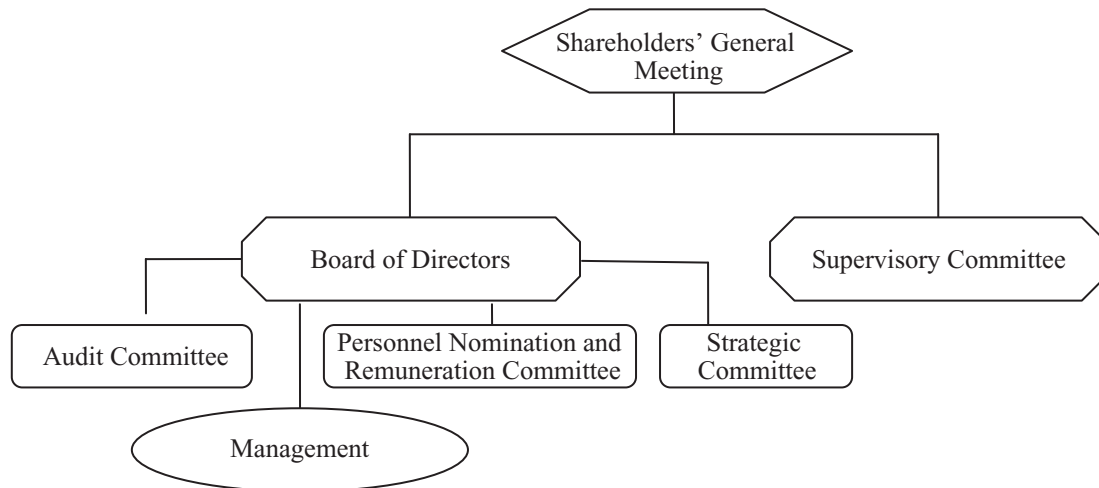 Shareholders’ General
Meeting
Board of Directors
Supervisory Committee
Audit Committee
Personnel Nomination and
Remuneration Committee
Strategic
Committee
Management